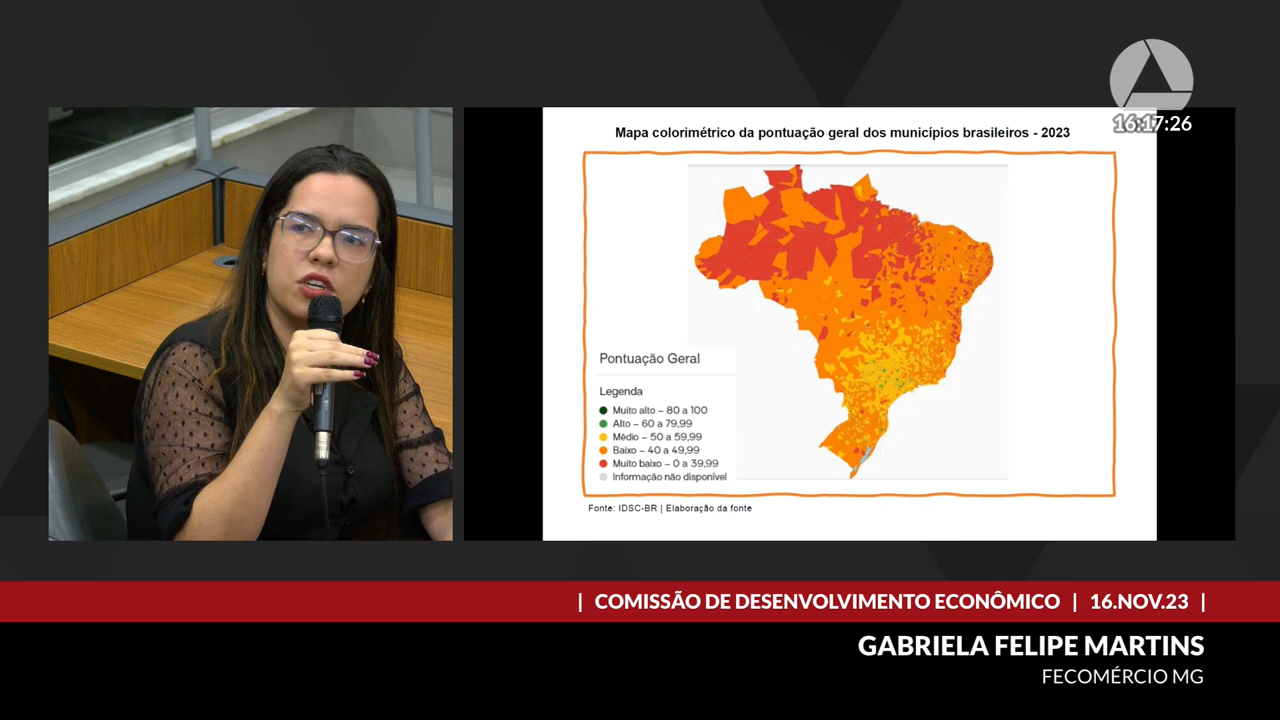 16:17:26
Mapa colorimétrico da pontuação geral dos municípios brasileiros - 2023
Pontuação Geral
Legenda
Muito alto – 80 a 100
Alto – 60 a 79,99
Médio – 50 a 59,99
Baixo – 40 a 49,99
Muito baixo – 0 a 39,99
Informação não disponível
Fonte: IDSC-BR | Elaboração da fonte
| COMISSÃO DE DESENVOLVIMENTO ECONÔMICO | 16.NOV.23 |
GABRIELA FELIPE MARTINS
FECOMÉRCIO MG